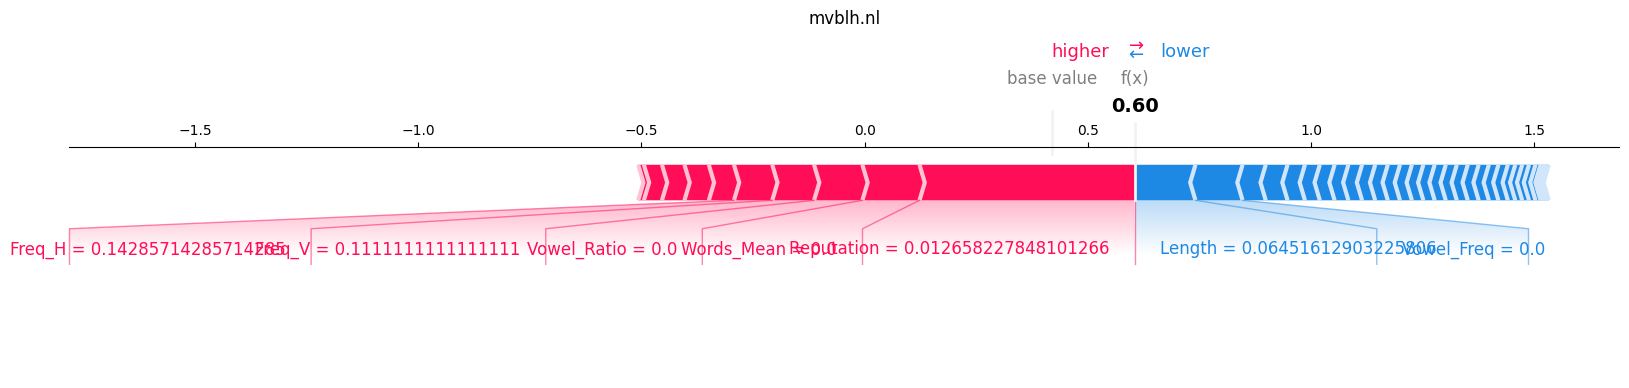 mvblh.nl
higher → ← lower
base value f(x)
0.60
−1.5 −1.0 −0.5 0.0 0.5 1.0 1.5
Freq_H = 0.14285714285714285 Freq_V = 0.1111111111111111 Vowel_Ratio = 0.0 Words_Mean = 0.0 Reputation = 0.012658227848101266 Length = 0.06451612903225806 Vowel_Freq = 0.0